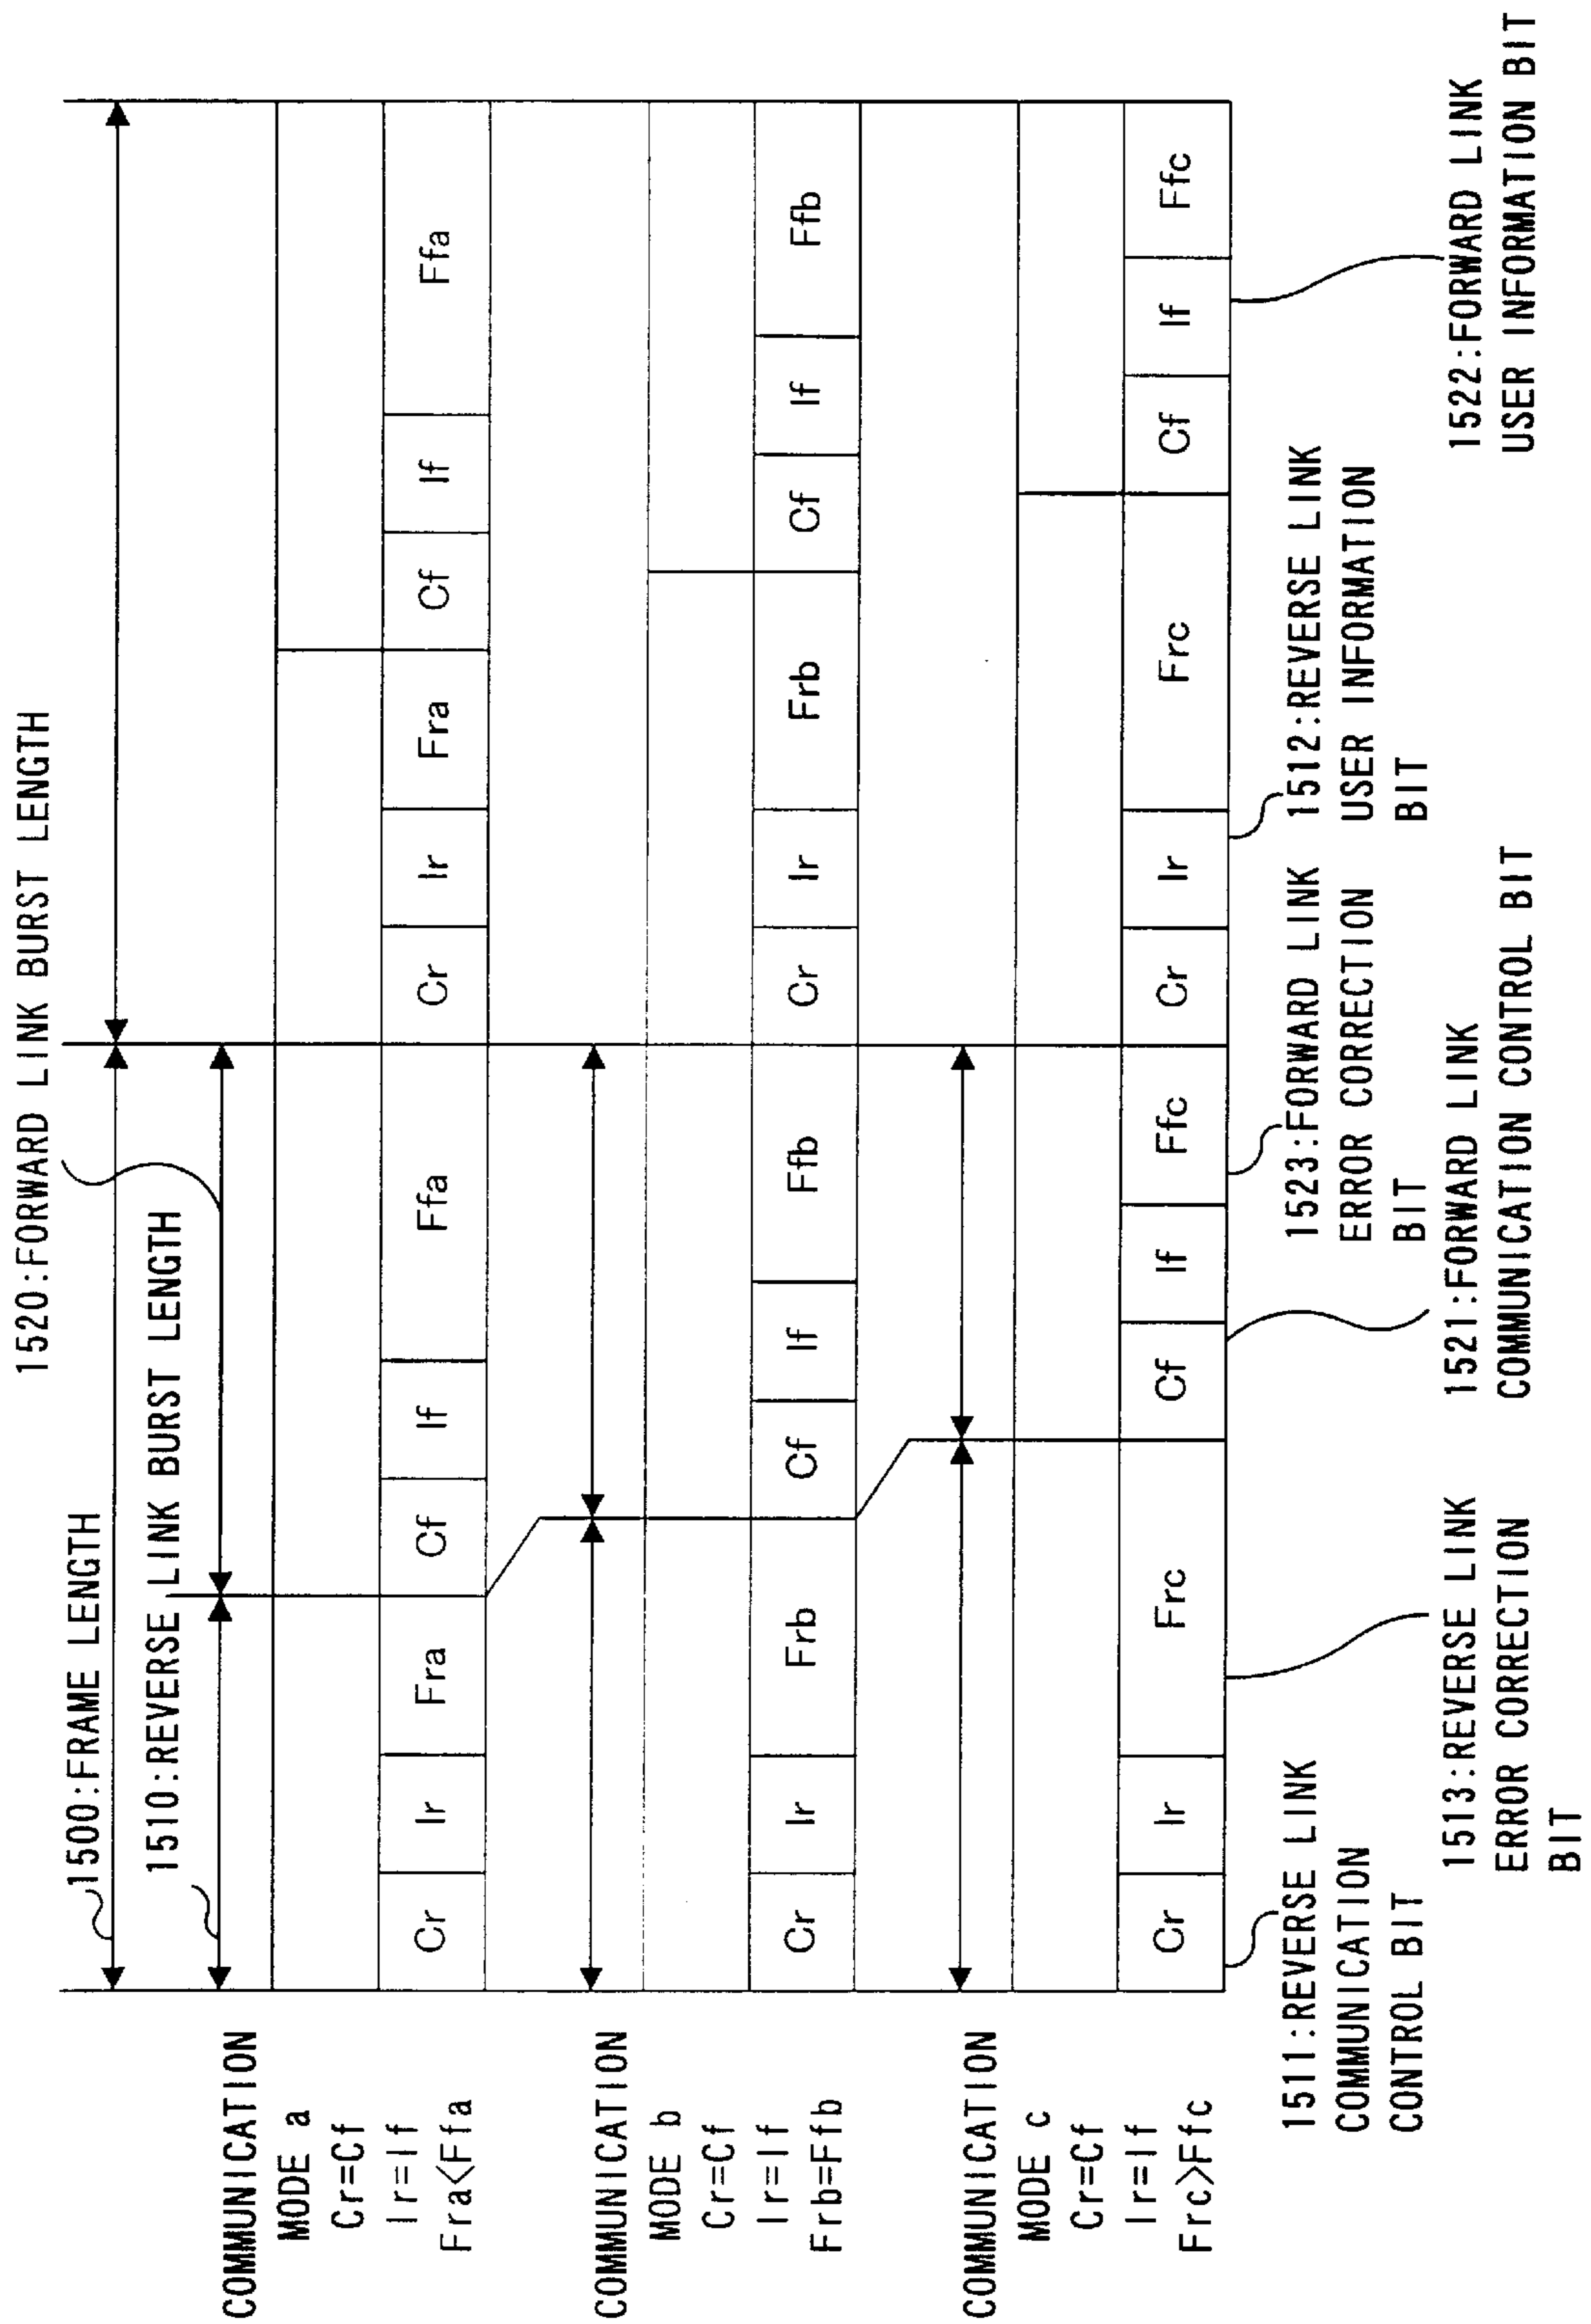 1520:FORWARD LINK BURST LENGTH
1500:FRAME LENGTH
1510:REVERSE LINK BURST LENGTH
COMMUNICATION
MODE a
Cr=Cf
Ir=If
Fra<Ffa
Cr Ir Fra Cf If Ffa Cr Ir Fra Cf If Ffa
COMMUNICATION
MODE b
Cr=Cf
Ir=If
Frb=Ffb
Cr Ir Frb Cf If Ffb Cr Ir Frb Cf If Ffb
COMMUNICATION
MODE c
Cr=Cf
Ir=If
Frc>Ffc
Cr Ir Frc Cf If Ffc Cr Ir Frc Cf If Ffc
1511:REVERSE LINK
COMMUNICATION
CONTROL BIT
1513:REVERSE LINK
ERROR CORRECTION
BIT
1523:FORWARD LINK
ERROR CORRECTION
BIT
1521:FORWARD LINK
COMMUNICATION CONTROL BIT
1512:REVERSE LINK
USER INFORMATION
BIT
1522:FORWARD LINK
USER INFORMATION BIT